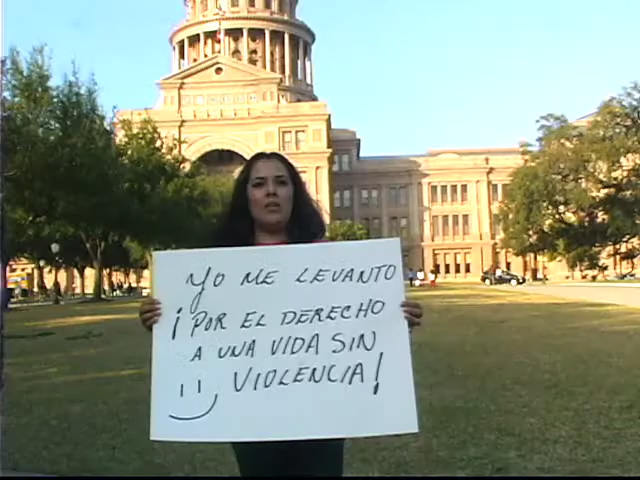 YO ME LEVANTO
¡POR EL DERECHO
A UNA VIDA SIN
VIOLENCIA!